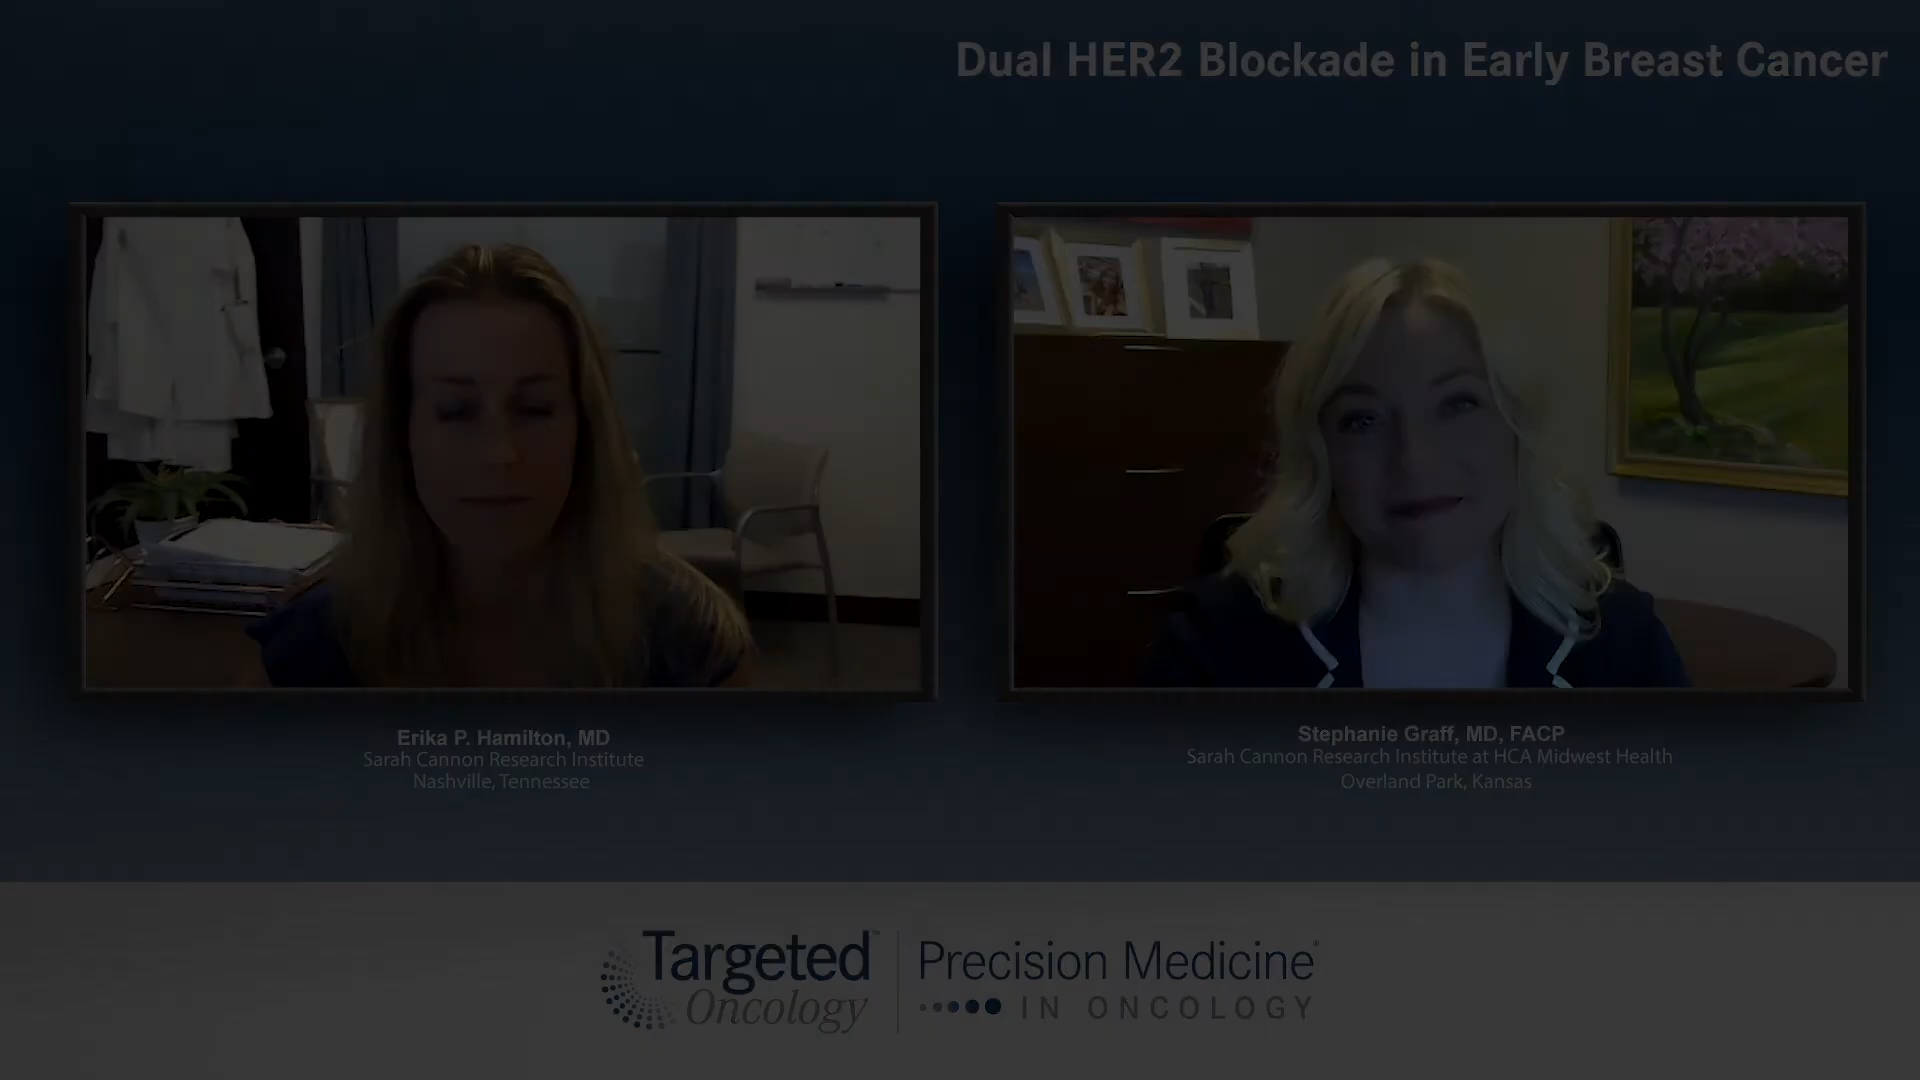 Dual HER2 Blockade in Early Breast Cancer
Erika P. Hamilton, MD
Sarah Cannon Research Institute
Nashville, Tennessee
Stephanie Graff, MD, FACP
Sarah Cannon Research Institute at HCA Midwest Health
Overland Park, Kansas
Targeted™
Oncology
Precision Medicine®
IN ONCOLOGY